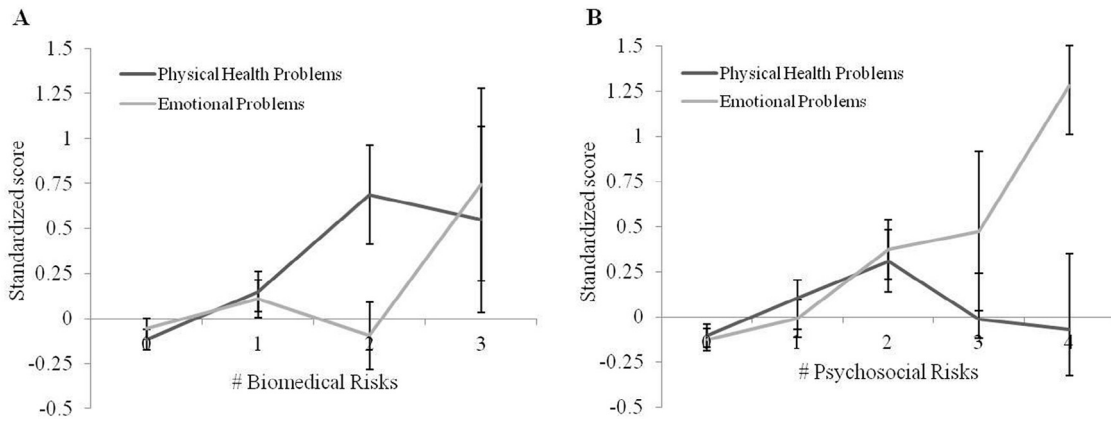 A
1.5
1.25
1
0.75
0.5
0.25
0
-0.25
-0.5
Standardized score
Physical Health Problems
Emotional Problems
0 1 2 3
# Biomedical Risks
B
1.5
1.25
1
0.75
0.5
0.25
0
-0.25
-0.5
Standardized score
Physical Health Problems
Emotional Problems
0 1 2 3 4
# Psychosocial Risks